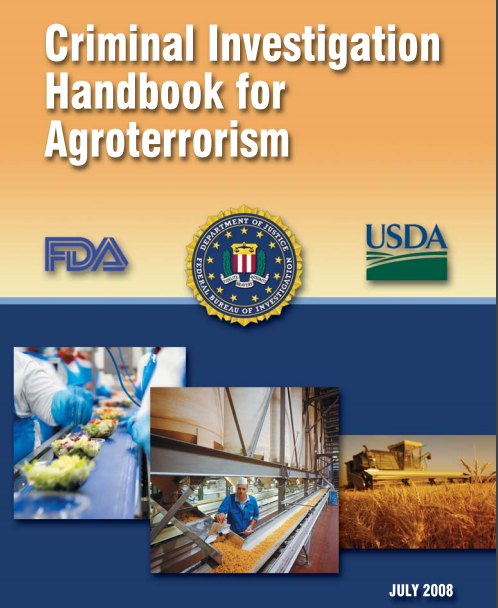 Criminal Investigation
Handbook for
Agroterrorism
FDA
DEPARTMENT OF JUSTICE
FEDERAL BUREAU OF INVESTIGATION
USDA
JULY 2008